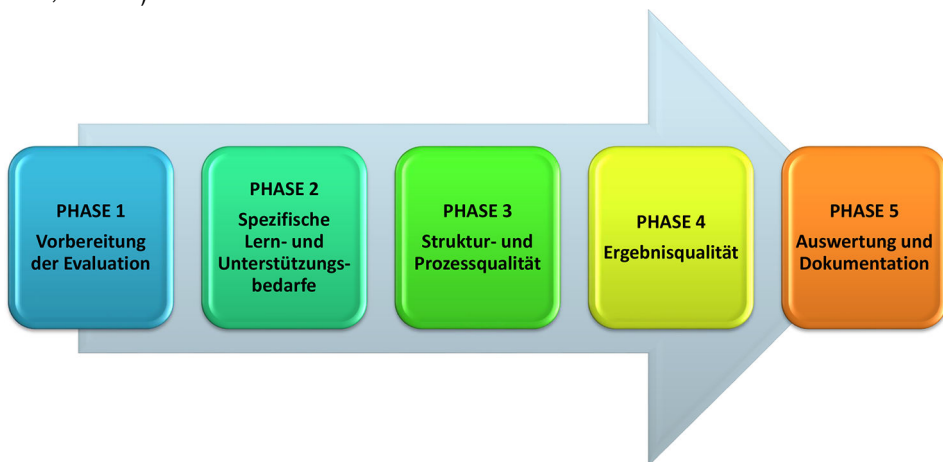 PHASE 1
Vorbereitung
der Evaluation
PHASE 2
Spezifische
Lern- und
Unterstützungs-
bedarfe
PHASE 3
Struktur- und
Prozessqualität
PHASE 4
Ergebnisqualität
PHASE 5
Auswertung und
Dokumentation